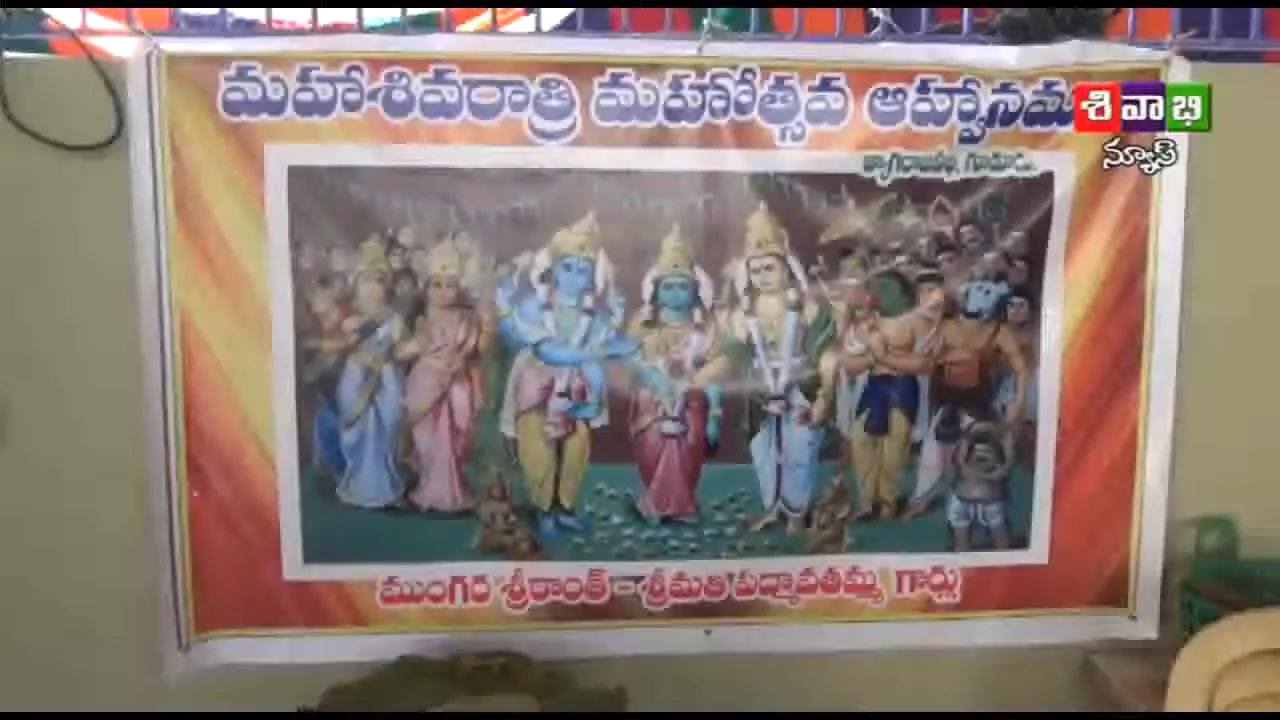 మహాశివరాత్రి మహోత్సవ ఆహ్వానము
శివాభి
న్యూస్
ముంగర శ్రీకాంత్ - శ్రీమతి పద్మావతమ్మ గార్లు